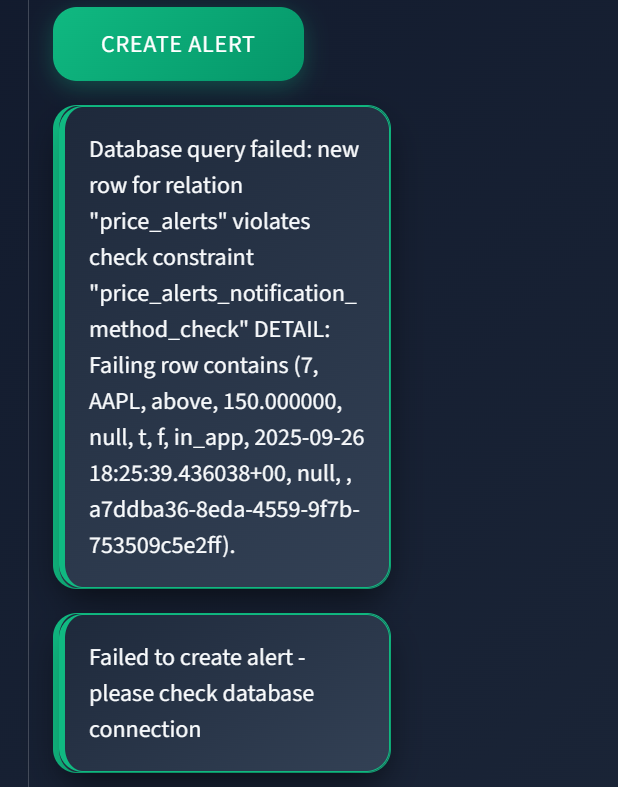 CREATE ALERT
Database query failed: new
row for relation
"price_alerts" violates
check constraint
"price_alerts_notification_
method_check" DETAIL:
Failing row contains (7,
AAPL, above, 150.000000,
null, t, f, in_app, 2025-09-26
18:25:39.436038+00, null, ,
a7ddba36-8eda-4559-9f7b-
753509c5e2ff).
Failed to create alert -
please check database
connection